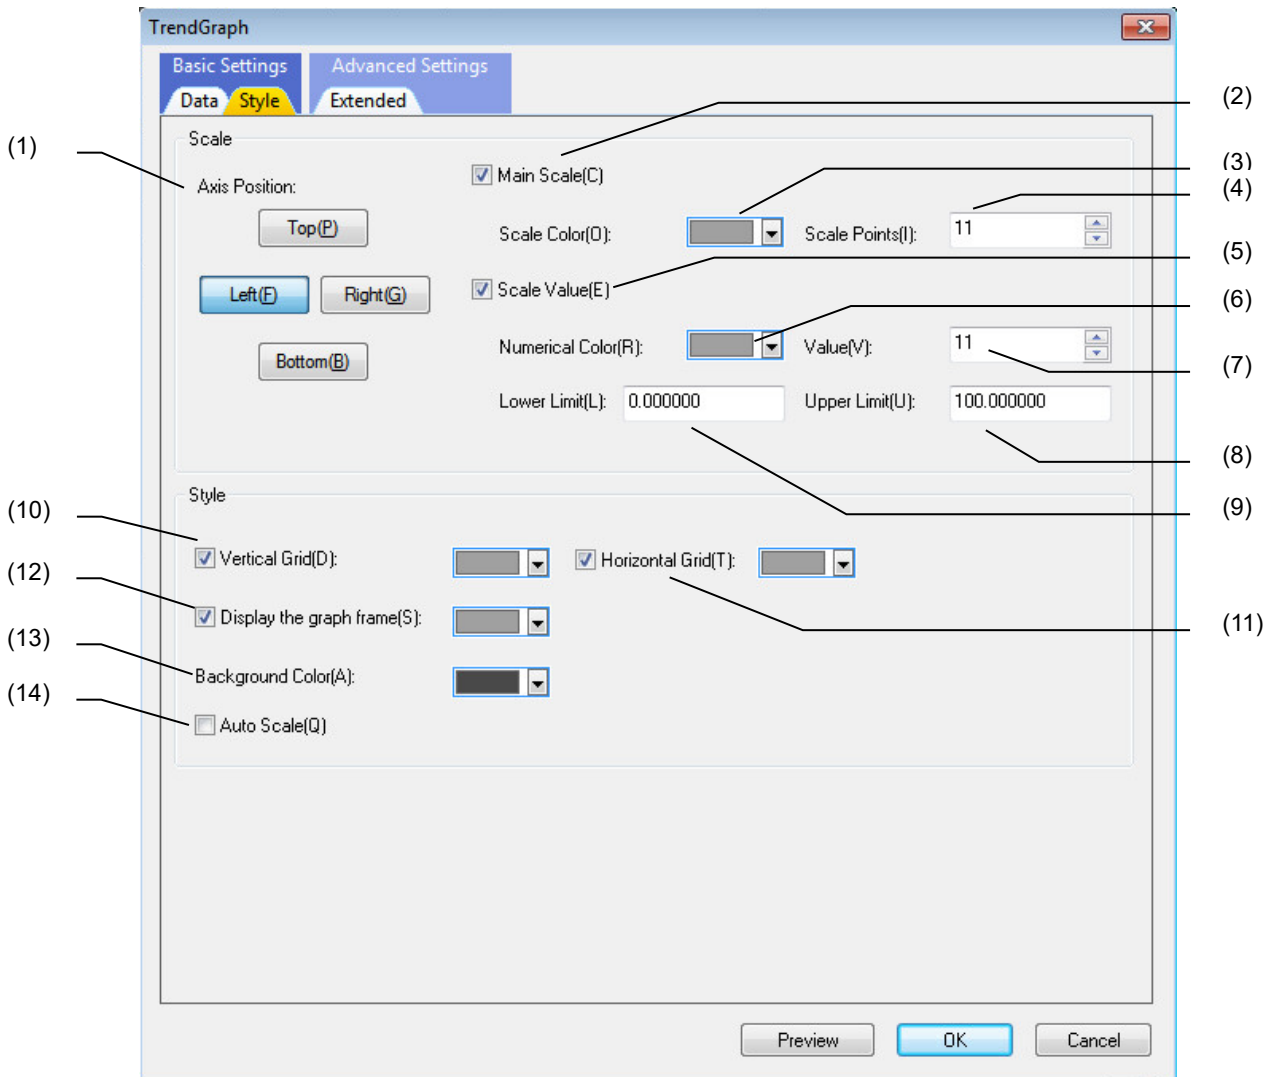 TrendGraph
Basic Settings Advanced Settings
Data Style Extended
(2)
Scale
(1)
(3)
Main Scale(C)
Axis Position:
(4)
Top(P)
Scale Color(O): Scale Points(I): 11
(5)
Left(F) Right(G) Scale Value(E)
(6)
Numerical Color(R): Value(V): 11
Bottom(B)
(7)
Lower Limit(L): 0.000000 Upper Limit(U): 100.000000
(8)
Style
(9)
(10)
Vertical Grid(D): Horizontal Grid(T):
(12)
Display the graph frame(S):
(11)
(13)
Background Color(A):
(14)
Auto Scale(Q)
Preview OK Cancel